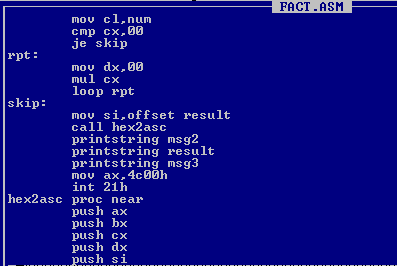 FACT.ASM
mov cl,num
cmp cx,00
je skip
rpt:
mov dx,00
mul cx
loop rpt
skip:
mov si,offset result
call hex2asc
printstring msg2
printstring result
printstring msg3
mov ax,4c00h
int 21h
hex2asc proc near
push ax
push bx
push cx
push dx
push si